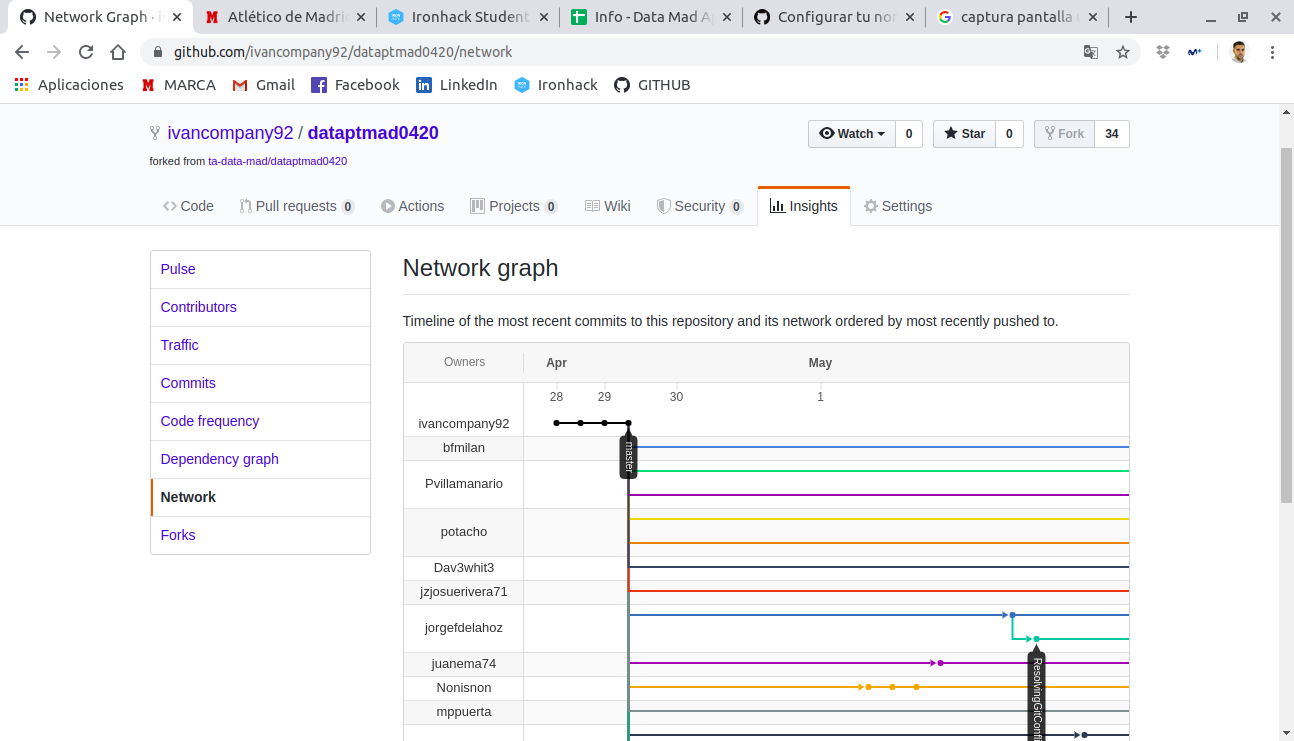 Network Graph · i
Atlético de Madri
Ironhack Student
Info - Data Mad A
Configurar tu no
captura pantalla
github.com/ivancompany92/dataptmad0420/network
Aplicaciones
MARCA
Gmail
Facebook
LinkedIn
Ironhack
GITHUB
ivancompany92 / dataptmad0420
Watch 0
Star 0
Fork 34
forked from ta-data-mad/dataptmad0420
Code
Pull requests 0
Actions
Projects 0
Wiki
Security 0
Insights
Settings
Pulse
Contributors
Traffic
Commits
Code frequency
Dependency graph
Network
Forks
Network graph
Timeline of the most recent commits to this repository and its network ordered by most recently pushed to.
Owners
Apr
May
28
29
30
1
ivancompany92
master
bfmilan
Pvillamanario
potacho
Dav3whit3
jzjosuerivera71
jorgefdelahoz
juanema74
Nonisnon
mppuerta
ResolvingGitConfl